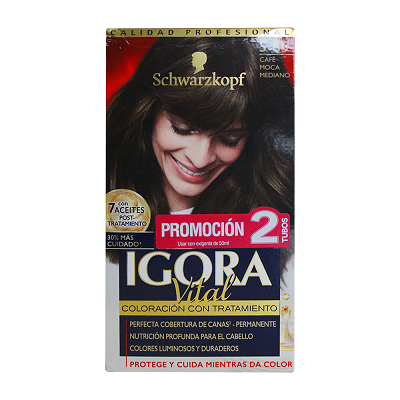 CALIDAD PROFESIONAL
Schwarzkopf
CAFÉ
MOCA
MEDIANO
con
7 ACEITES
POST-
TRATAMIENTO
30% MÁS
CUIDADO¹
PROMOCIÓN 2 TUBOS
Usar con oxigenta de 50ml
IGORA
Vital
COLORACIÓN CON TRATAMIENTO
PERFECTA COBERTURA DE CANAS² - PERMANENTE
NUTRICIÓN PROFUNDA PARA EL CABELLO
COLORES LUMINOSOS Y DURADEROS
PROTEGE Y CUIDA MIENTRAS DA COLOR